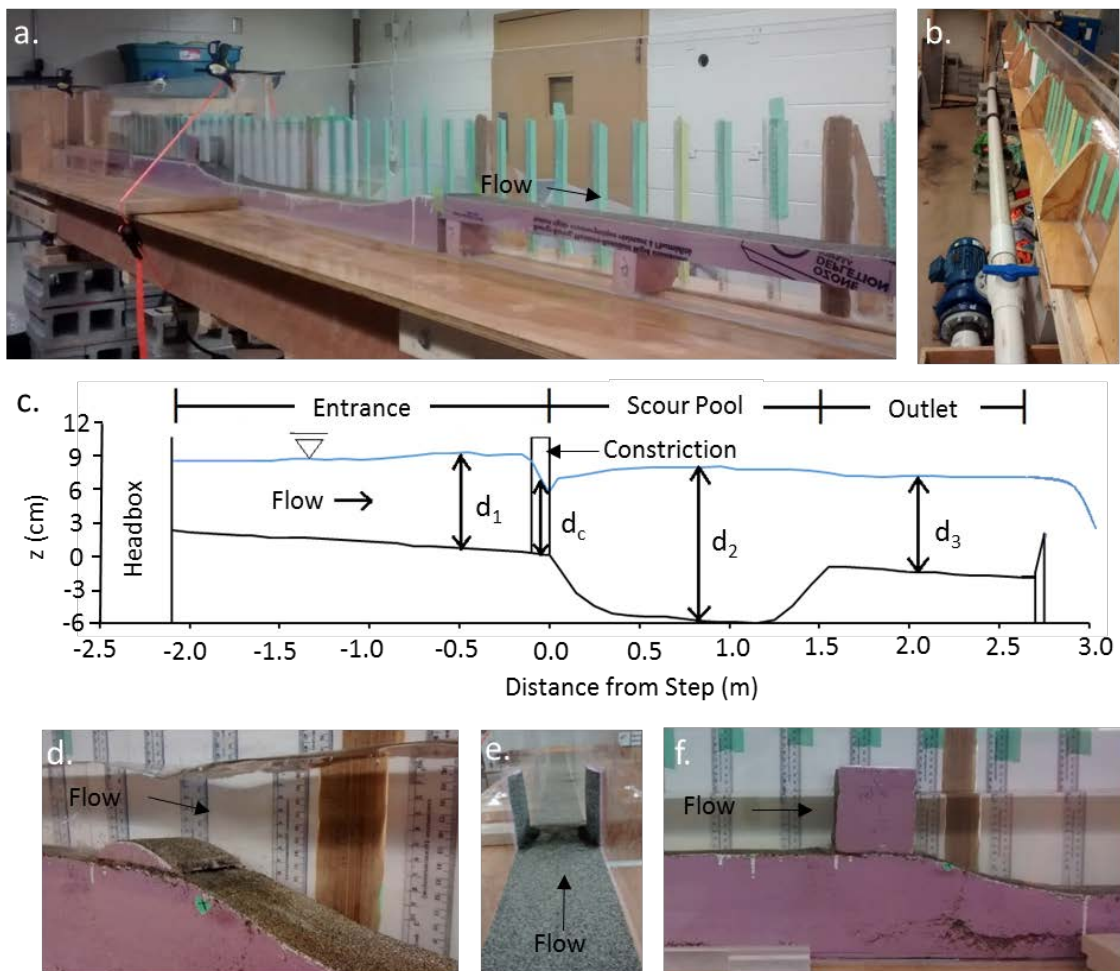 a.
Flow
DEPLETION
OZONE
b.
c.
Entrance
Scour Pool
Outlet
Constriction
Flow
d1
dc
d2
d3
Headbox
z (cm)
12
9
6
3
0
-3
-6
-2.5
-2.0
-1.5
-1.0
-0.5
0.0
0.5
1.0
1.5
2.0
2.5
3.0
Distance from Step (m)
d.
Flow
e.
Flow
f.
Flow